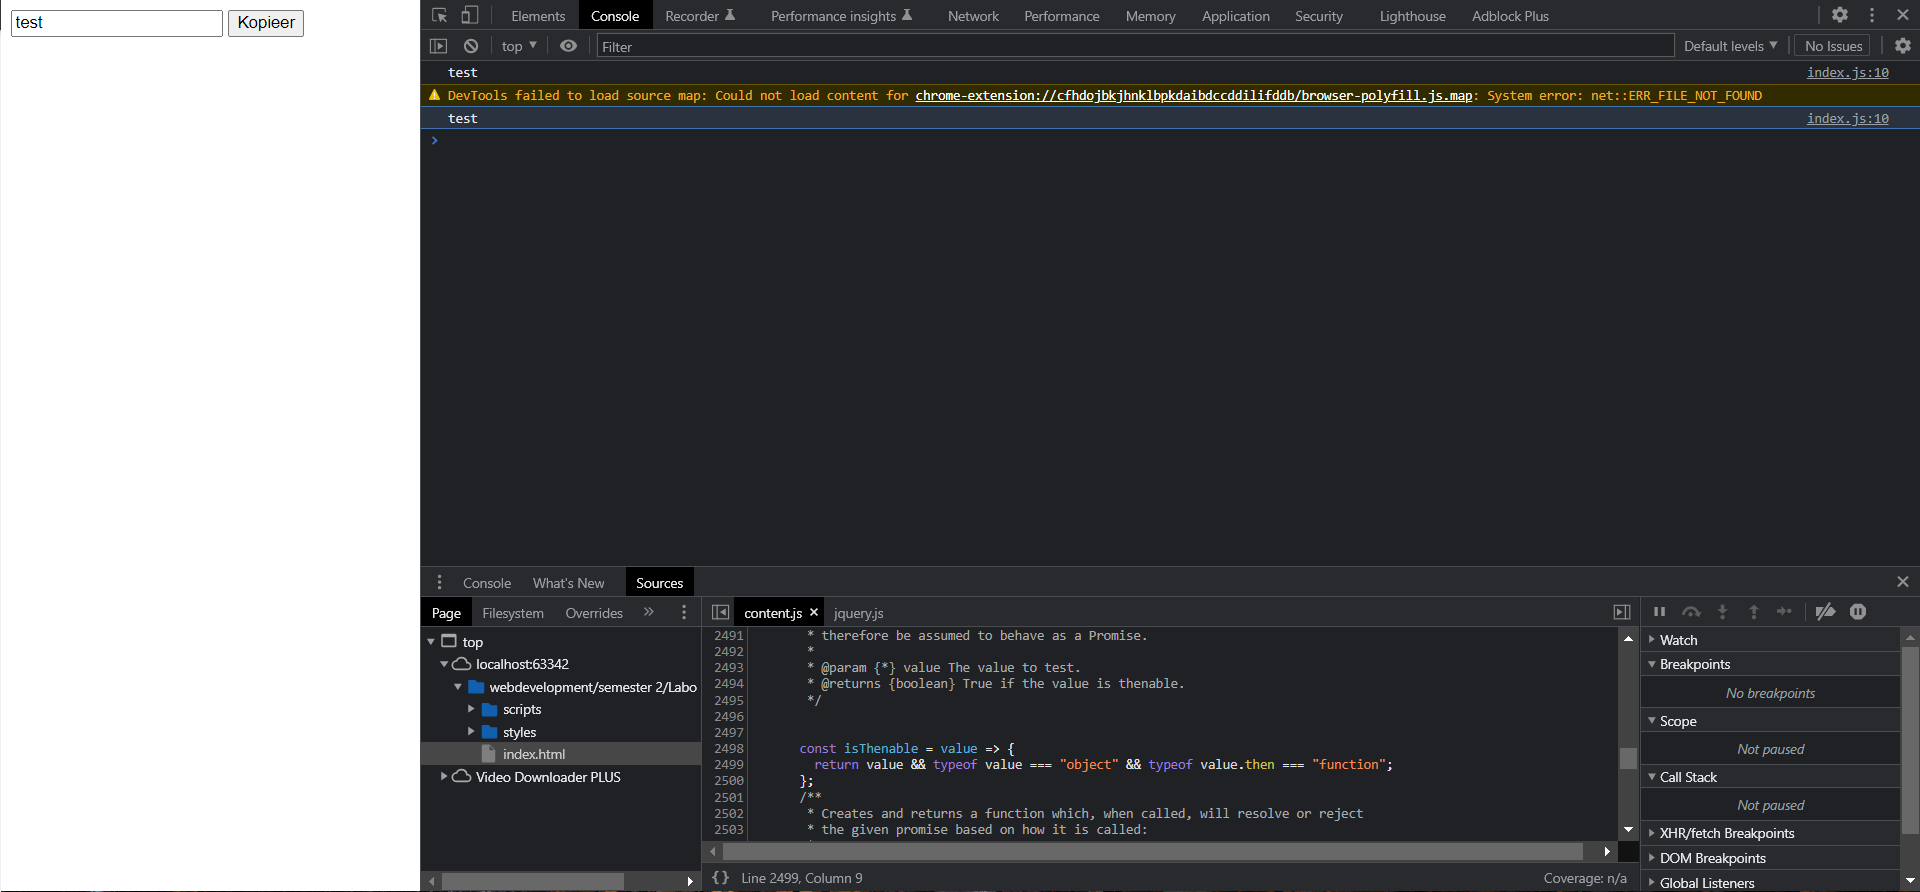 test Kopieer
Elements Console Recorder Performance insights Network Performance Memory Application Security Lighthouse Adblock Plus
top Filter Default levels No Issues
test index.js:10
DevTools failed to load source map: Could not load content for chrome-extension://cfhdojbkjhnklbpkdaibdccddilifddb/browser-polyfill.js.map: System error: net::ERR_FILE_NOT_FOUND
test index.js:10
>
Console What's New Sources
Page Filesystem Overrides »
content.js × jquery.js
top
localhost:63342
webdevelopment/semester 2/Labo
scripts
styles
index.html
Video Downloader PLUS
2491 * therefore be assumed to behave as a Promise.
2492 *
2493 * @param {*} value The value to test.
2494 * @returns {boolean} True if the value is thenable.
2495 */
2496
2497
2498 const isThenable = value => {
2499 return value && typeof value === "object" && typeof value.then === "function";
2500 };
2501 /**
2502 * Creates and returns a function which, when called, will resolve or reject
2503 * the given promise based on how it is called:
{} Line 2499, Column 9 Coverage: n/a
Watch
Breakpoints
No breakpoints
Scope
Not paused
Call Stack
Not paused
XHR/fetch Breakpoints
DOM Breakpoints
Global Listeners